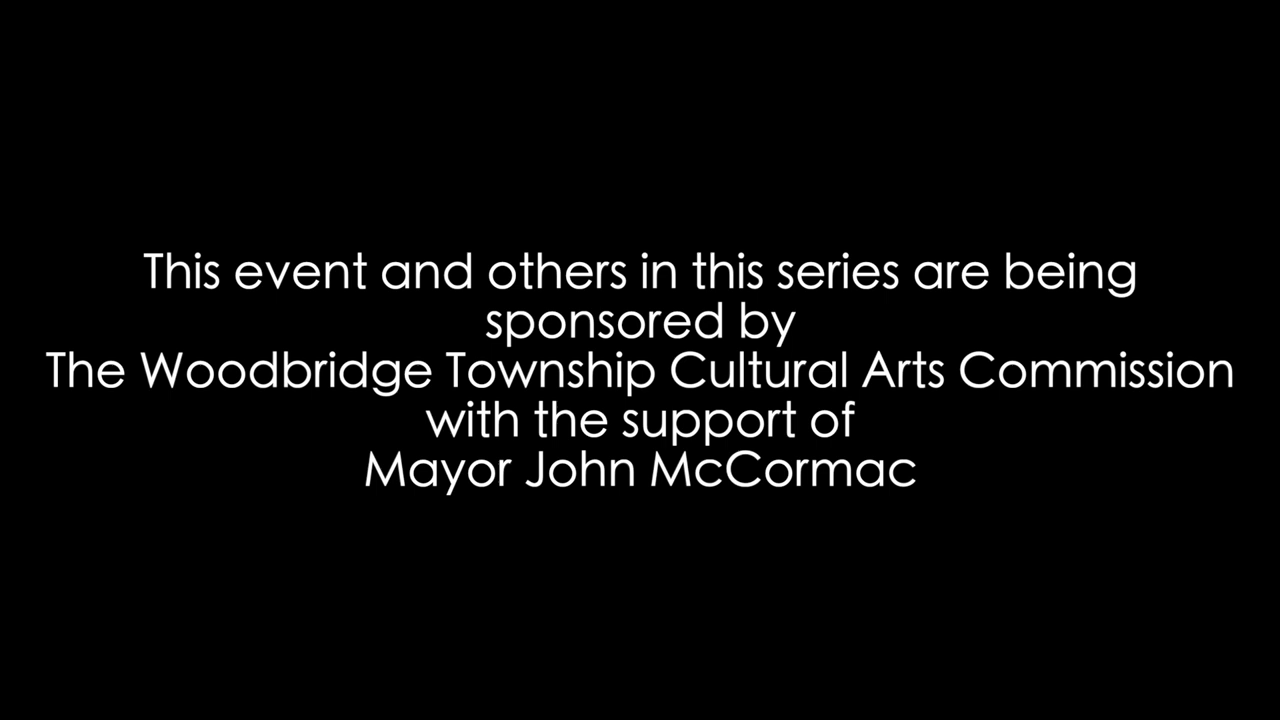 This event and others in this series are being
sponsored by
The Woodbridge Township Cultural Arts Commission
with the support of
Mayor John McCormac